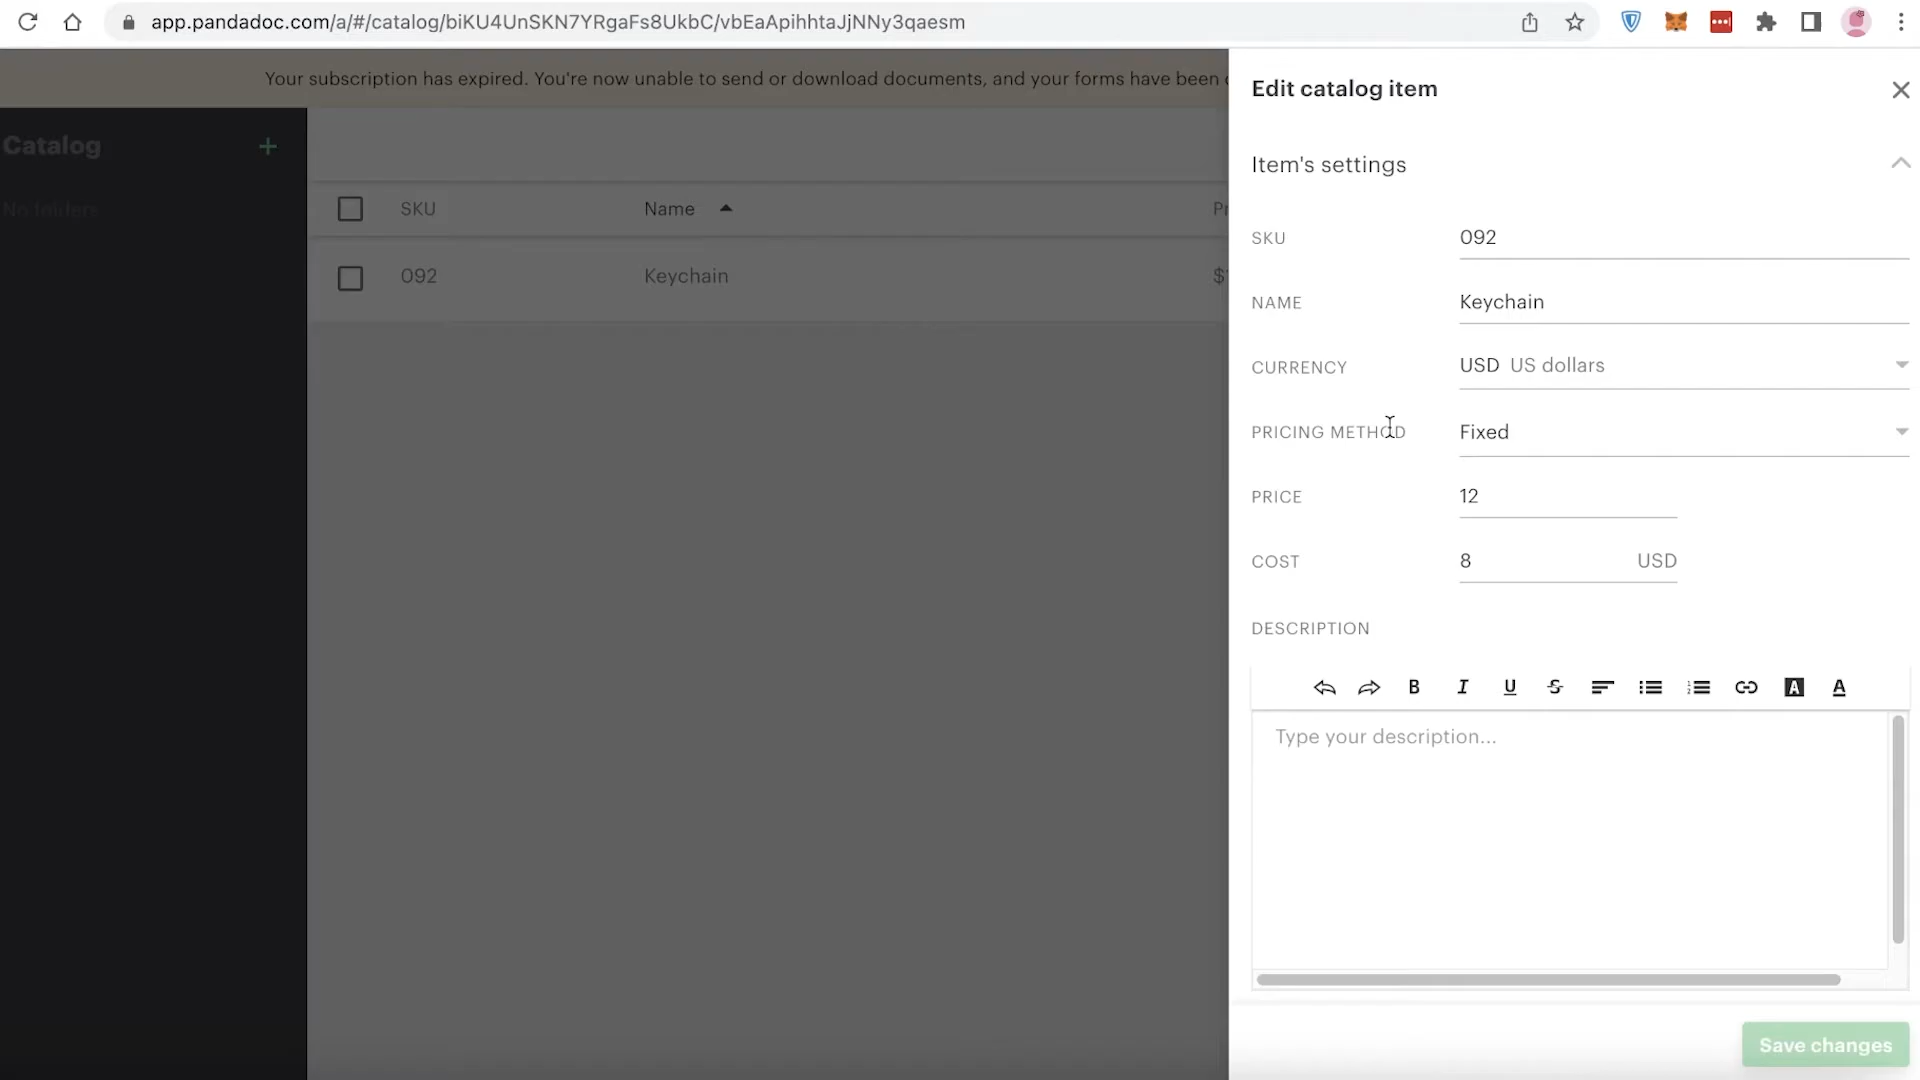 app.pandadoc.com/a/#/catalog/biKU4UnSKN7YRgaFs8UkbC/vbEaApihhtaJjNNy3qaesm
Your subscription has expired. You're now unable to send or download documents, and your forms have been
Edit catalog item
Catalog
+
Item's settings
No folders
SKU Name
SKU 092
092 Keychain
NAME Keychain
CURRENCY USD US dollars
PRICING METHOD Fixed
PRICE 12
COST 8 USD
DESCRIPTION
B I U S A A
Type your description...
Save changes